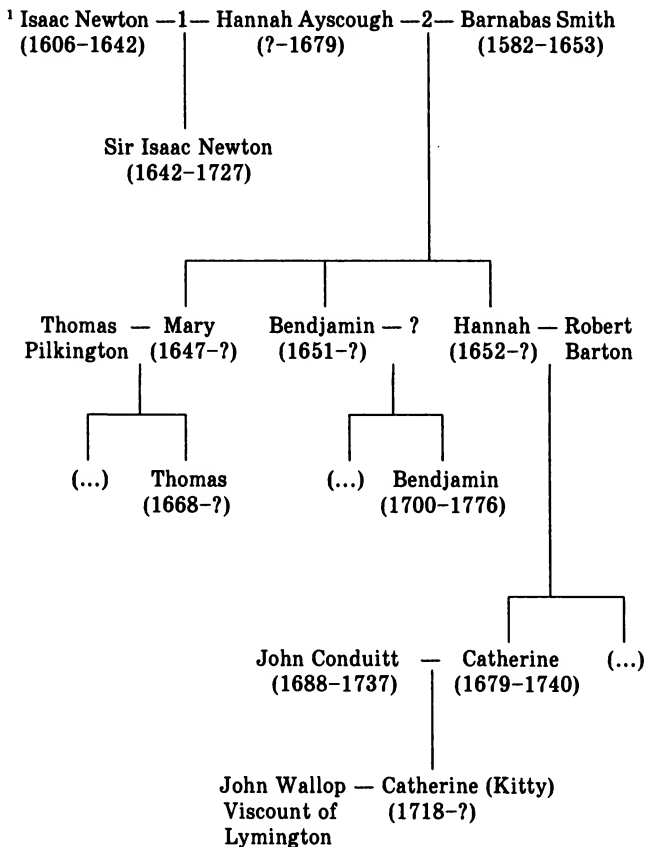 ¹ Isaac Newton —1— Hannah Ayscough —2— Barnabas Smith
(1606–1642) (?–1679) (1582–1653)
Sir Isaac Newton
(1642–1727)
Thomas — Mary Bendjamin — ? Hannah — Robert
Pilkington (1647–?) (1651–?) (1652–?) Barton
(...) Thomas (...) Bendjamin
(1668–?) (1700–1776)
John Conduitt — Catherine (...)
(1688–1737) (1679–1740)
John Wallop — Catherine (Kitty)
Viscount of (1718–?)
Lymington